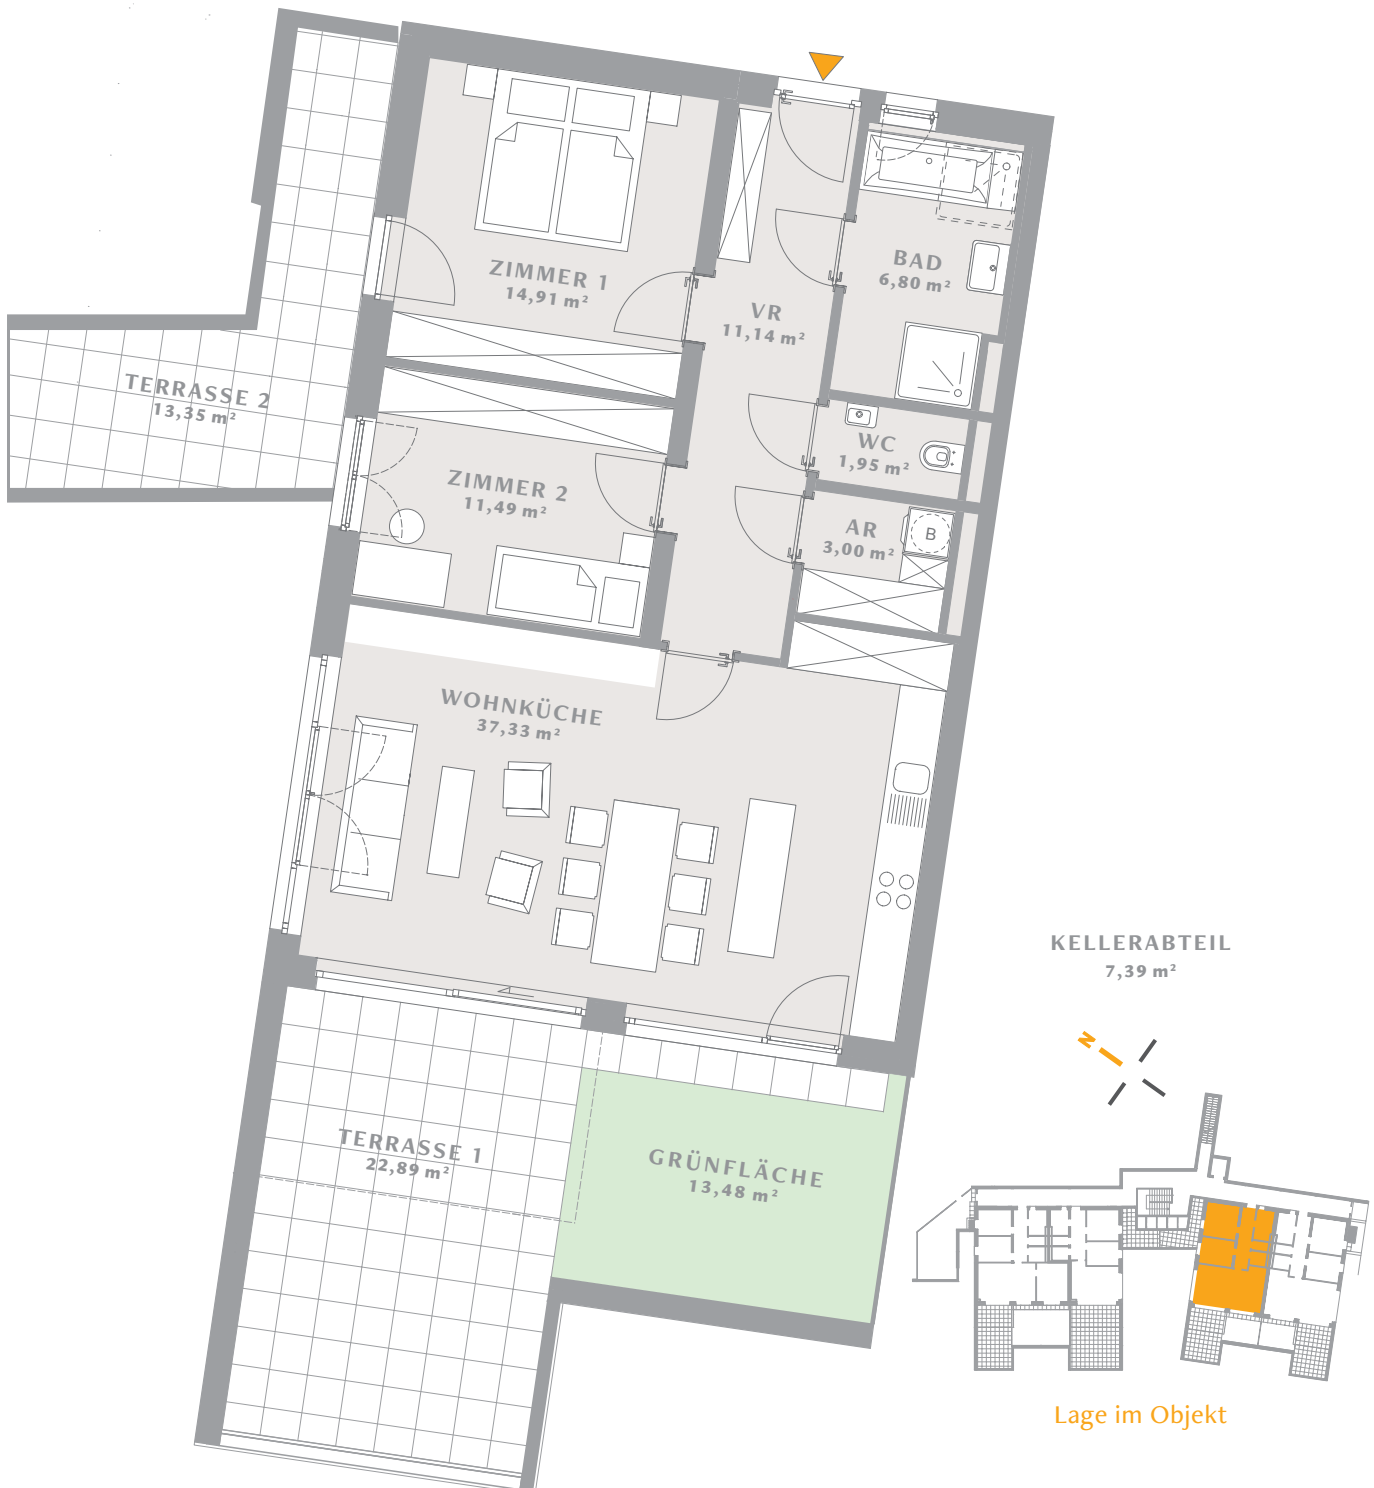 ZIMMER 1
14,91 m²
BAD
6,80 m²
VR
11,14 m²
TERRASSE 2
13,35 m²
WC
1,95 m²
ZIMMER 2
11,49 m²
AR
3,00 m²
B
WOHNKÜCHE
37,33 m²
KELLERABTEIL
7,39 m²
N
TERRASSE 1
22,89 m²
GRÜNFLÄCHE
13,48 m²
Lage im Objekt